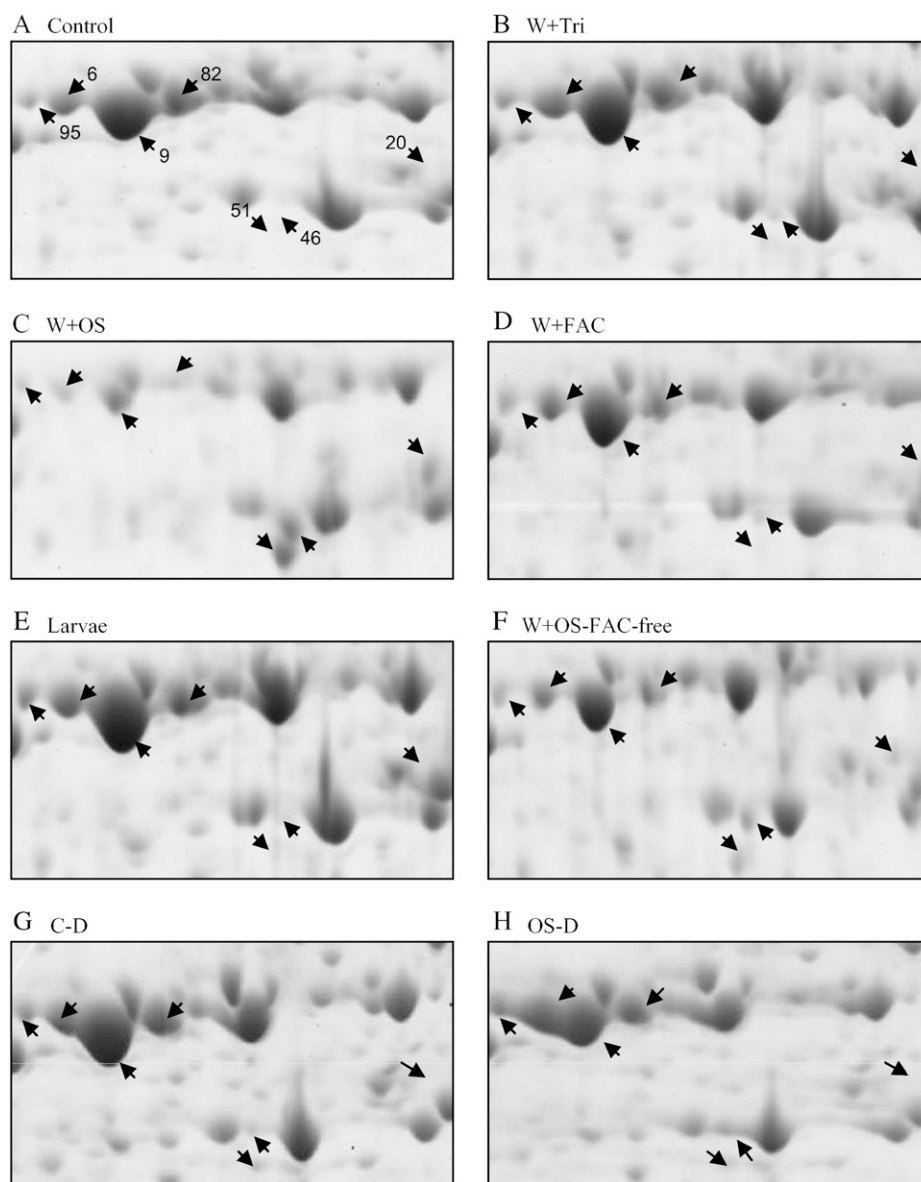 A Control
6
82
95
9
20
51
46
B W+Tri
C W+OS
D W+FAC
E Larvae
F W+OS-FAC-free
G C-D
H OS-D